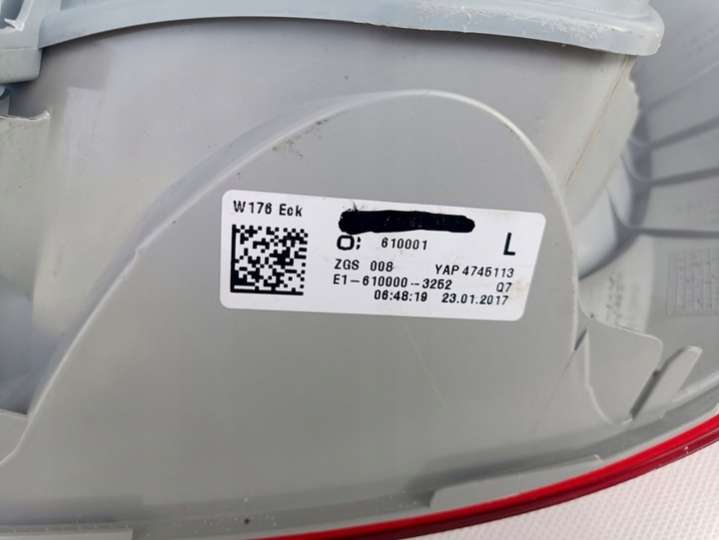 W176 Eck
610001 L
ZGS 008 YAP 4745113
E1-610000-3252 Q7
06:48:19 23.01.2017